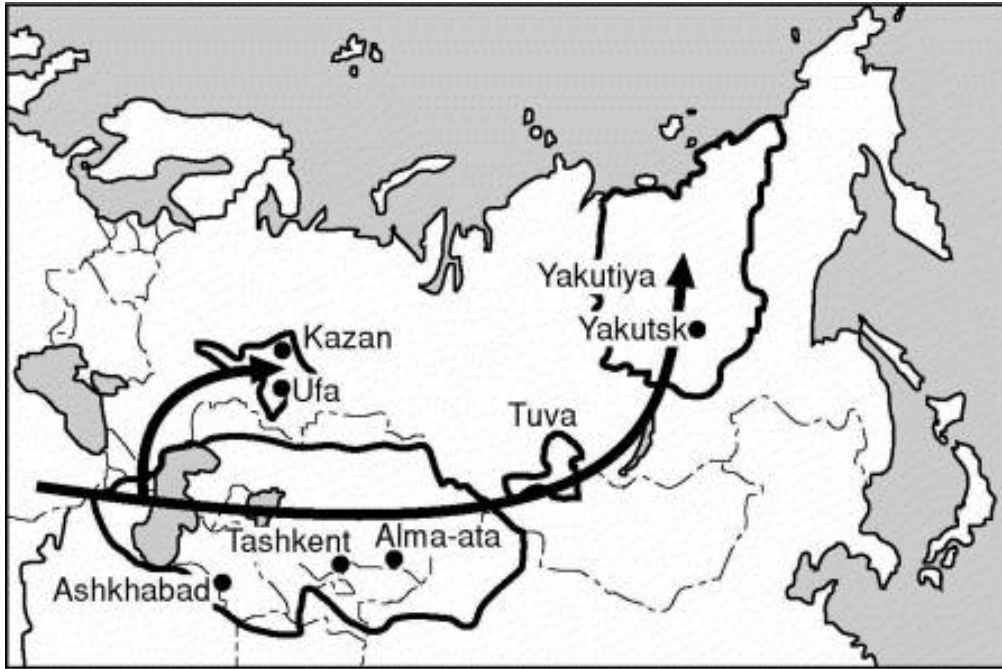 Yakutiya
Yakutsk
Kazan
Ufa
Tuva
Tashkent
Alma-ata
Ashkhabad